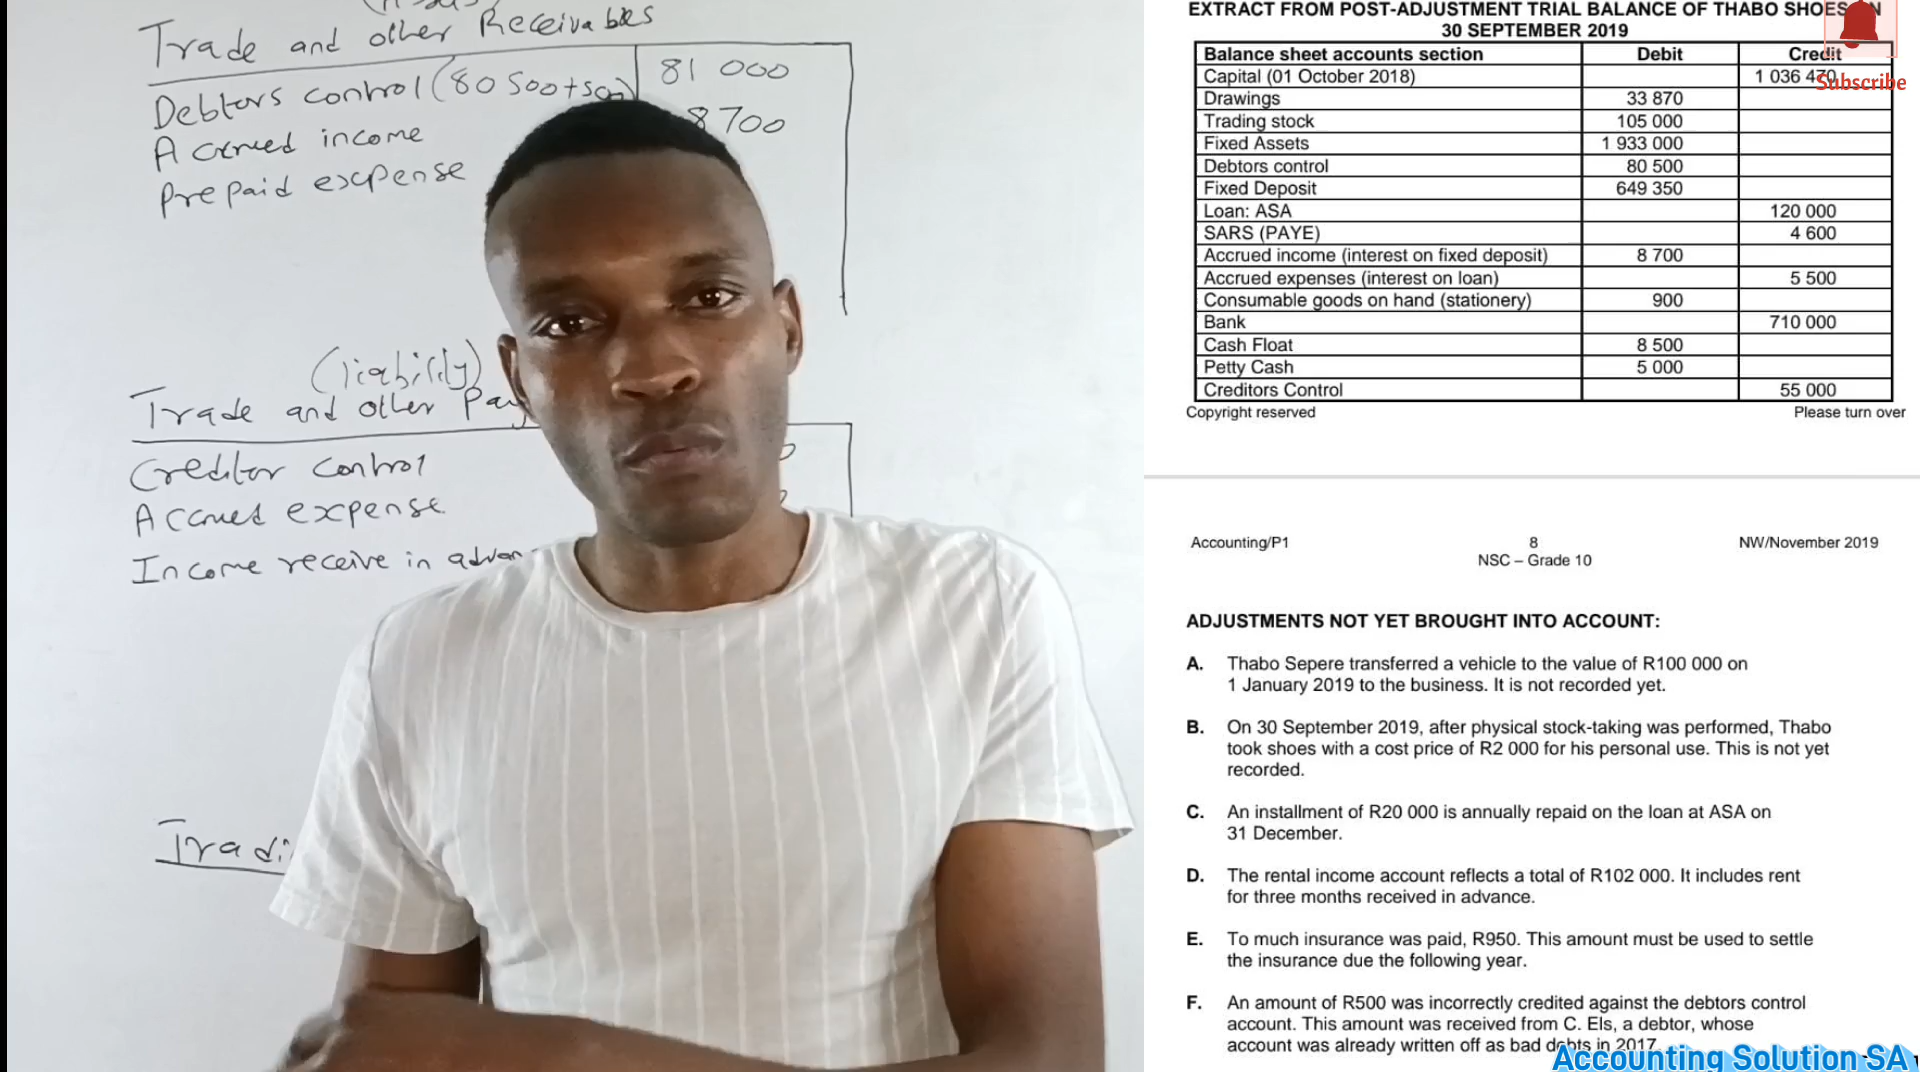 Trade and other Receivables
Debtors control (80 500+500) 81 000
Accrued income 8 700
Prepaid expense
(liability)
Trade and other Pay
Creditor control
Accrued expense
Income receive in advan
Tradi
EXTRACT FROM POST-ADJUSTMENT TRIAL BALANCE OF THABO SHOES ON
30 SEPTEMBER 2019
Balance sheet accounts section Debit Credit
Capital (01 October 2018) 1 036 470
Subscribe
Drawings 33 870
Trading stock 105 000
Fixed Assets 1 933 000
Debtors control 80 500
Fixed Deposit 649 350
Loan: ASA 120 000
SARS (PAYE) 4 600
Accrued income (interest on fixed deposit) 8 700
Accrued expenses (interest on loan) 5 500
Consumable goods on hand (stationery) 900
Bank 710 000
Cash Float 8 500
Petty Cash 5 000
Creditors Control 55 000
Copyright reserved Please turn over
Accounting/P1 8 NW/November 2019
NSC – Grade 10
ADJUSTMENTS NOT YET BROUGHT INTO ACCOUNT:
A. Thabo Sepere transferred a vehicle to the value of R100 000 on
1 January 2019 to the business. It is not recorded yet.
B. On 30 September 2019, after physical stock-taking was performed, Thabo
took shoes with a cost price of R2 000 for his personal use. This is not yet
recorded.
C. An installment of R20 000 is annually repaid on the loan at ASA on
31 December.
D. The rental income account reflects a total of R102 000. It includes rent
for three months received in advance.
E. To much insurance was paid, R950. This amount must be used to settle
the insurance due the following year.
F. An amount of R500 was incorrectly credited against the debtors control
account. This amount was received from C. Els, a debtor, whose
account was already written off as bad debts in 2017.
Accounting Solution SA